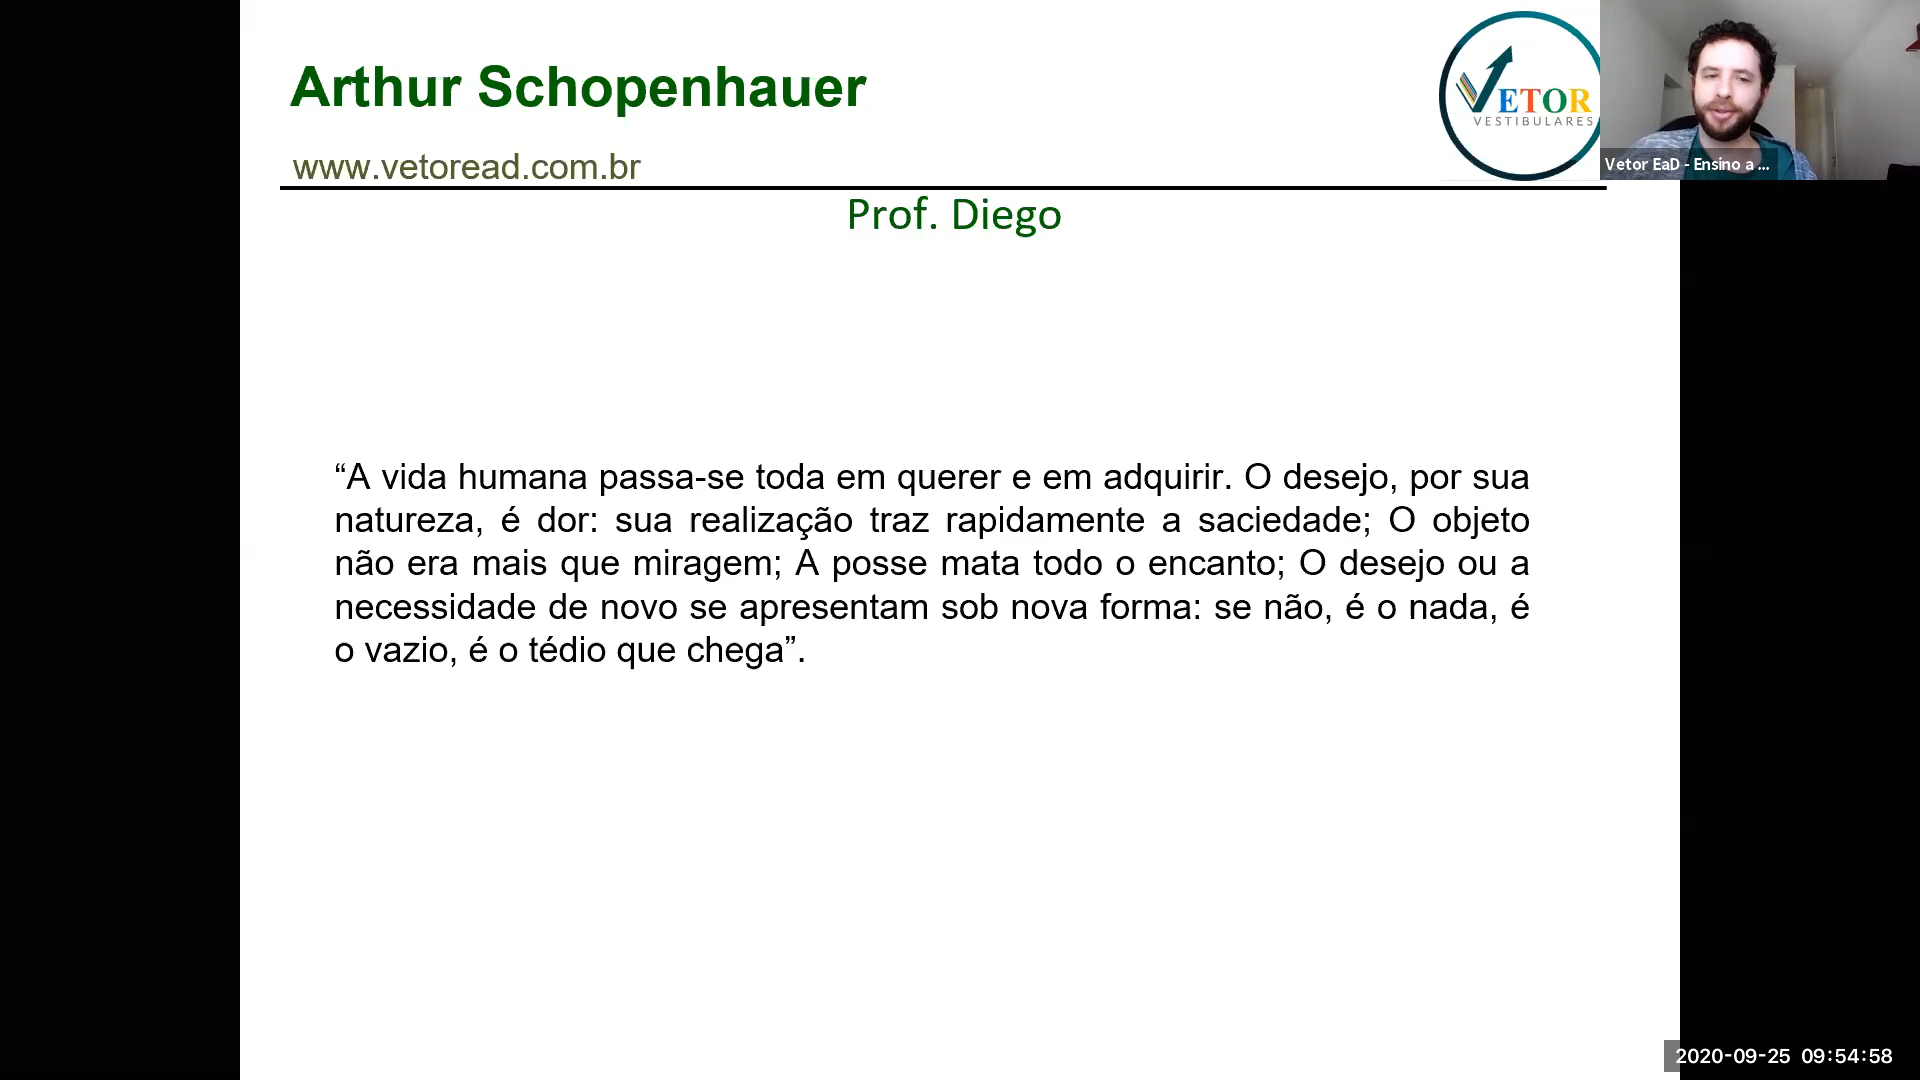 Arthur Schopenhauer
www.vetoread.com.br
VETOR
VESTIBULARES
Vetor EaD - Ensino a ...
Prof. Diego
“A vida humana passa-se toda em querer e em adquirir. O desejo, por sua
natureza, é dor: sua realização traz rapidamente a saciedade; O objeto
não era mais que miragem; A posse mata todo o encanto; O desejo ou a
necessidade de novo se apresentam sob nova forma: se não, é o nada, é
o vazio, é o tédio que chega”.
2020-09-25 09:54:58